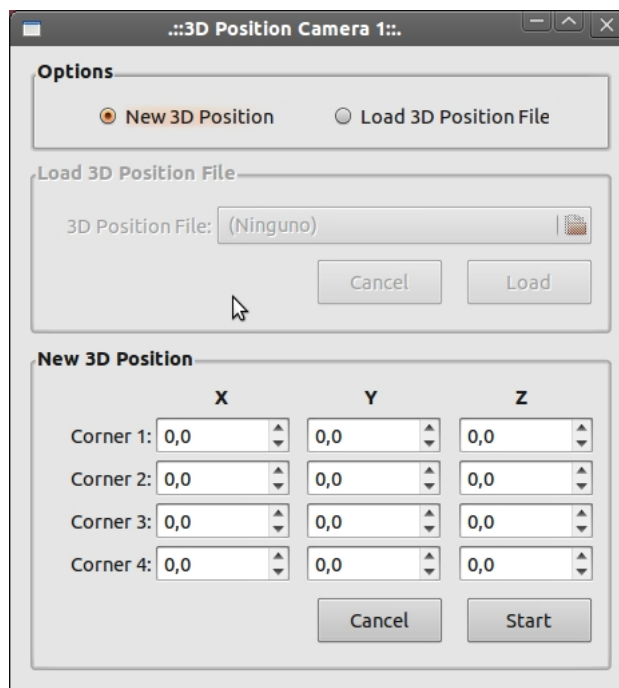 .::3D Position Camera 1::.
Options
New 3D Position Load 3D Position File
Load 3D Position File
3D Position File: (Ninguno)
Cancel Load
New 3D Position
X Y Z
Corner 1: 0,0 0,0 0,0
Corner 2: 0,0 0,0 0,0
Corner 3: 0,0 0,0 0,0
Corner 4: 0,0 0,0 0,0
Cancel Start